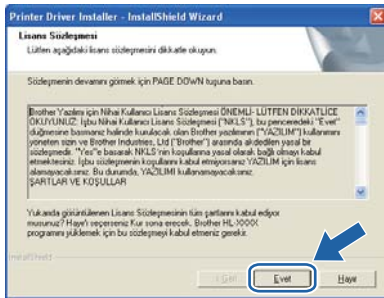 Printer Driver Installer - InstallShield Wizard
Lisans Sözleşmesi
Lütfen aşağıdaki lisans sözleşmesini dikkatle okuyun.
Sözleşmenin devamını görmek için PAGE DOWN tuşuna basın.
Brother Yazılımı için Nihai Kullanıcı Lisans Sözleşmesi ÖNEMLİ- LÜTFEN DİKKATLİCE
OKUYUNUZ: İşbu Nihai Kullanıcı Lisans Sözleşmesi ("NKLS"), bu penceredeki "Evet"
düğmesine basmanız halinde kurulacak olan Brother yazılımının ("YAZILIM") kullanımını
yöneten sizin ve Brother Industries, Ltd ("Brother") arasında akdedilen yasal bir
sözleşmedir. "Yes"e basarak NKLS'nin koşullarına yasal olarak bağlı olmayı kabul
etmektesiniz. İşbu sözleşmenin koşullarını kabul etmiyorsanız YAZILIM için lisans
alamayacaksınız. Bu durumda, YAZILIMI kullanamayacaksınız.
ŞARTLAR VE KOŞULLAR
Yukarıda görüntülenen Lisans Sözleşmesinin tüm şartlarını kabul ediyor
musunuz? Hayır'ı seçerseniz Kur sona erecek. Brother HL-XXXX
programını yüklemek için bu sözleşmeyi kabul etmeniz gerekir.
InstallShield
< Geri Evet Hayır